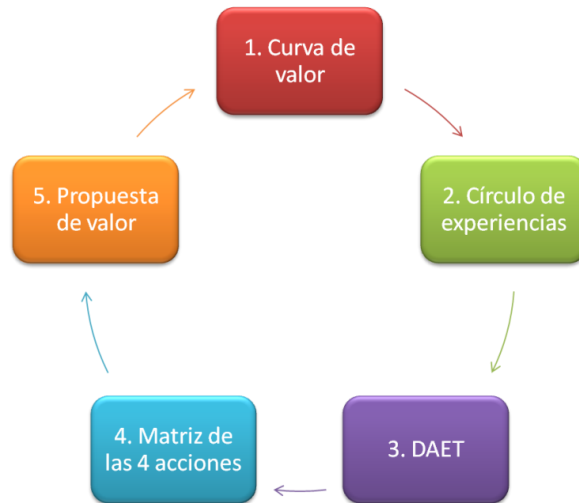 1. Curva de
valor
2. Círculo de
experiencias
3. DAET
4. Matriz de
las 4 acciones
5. Propuesta
de valor